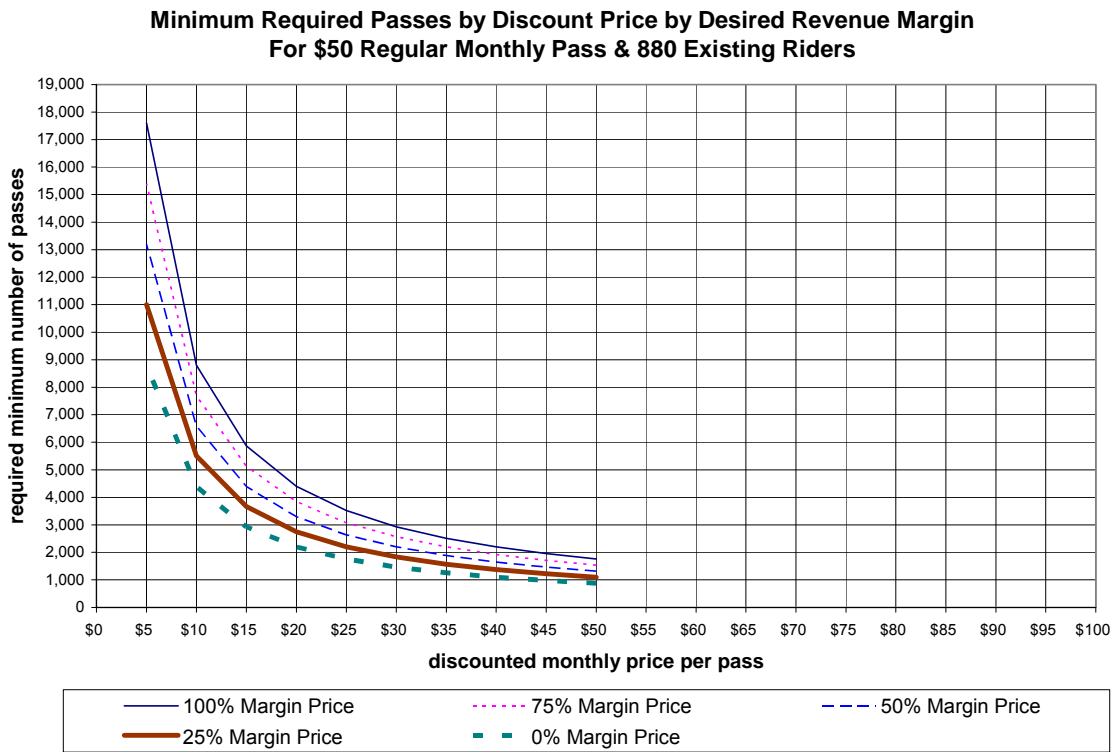 Minimum Required Passes by Discount Price by Desired Revenue Margin
For $50 Regular Monthly Pass & 880 Existing Riders
required minimum number of passes
19,000
18,000
17,000
16,000
15,000
14,000
13,000
12,000
11,000
10,000
9,000
8,000
7,000
6,000
5,000
4,000
3,000
2,000
1,000
0
$0 $5 $10 $15 $20 $25 $30 $35 $40 $45 $50 $55 $60 $65 $70 $75 $80 $85 $90 $95 $100
discounted monthly price per pass
100% Margin Price 75% Margin Price 50% Margin Price
25% Margin Price 0% Margin Price